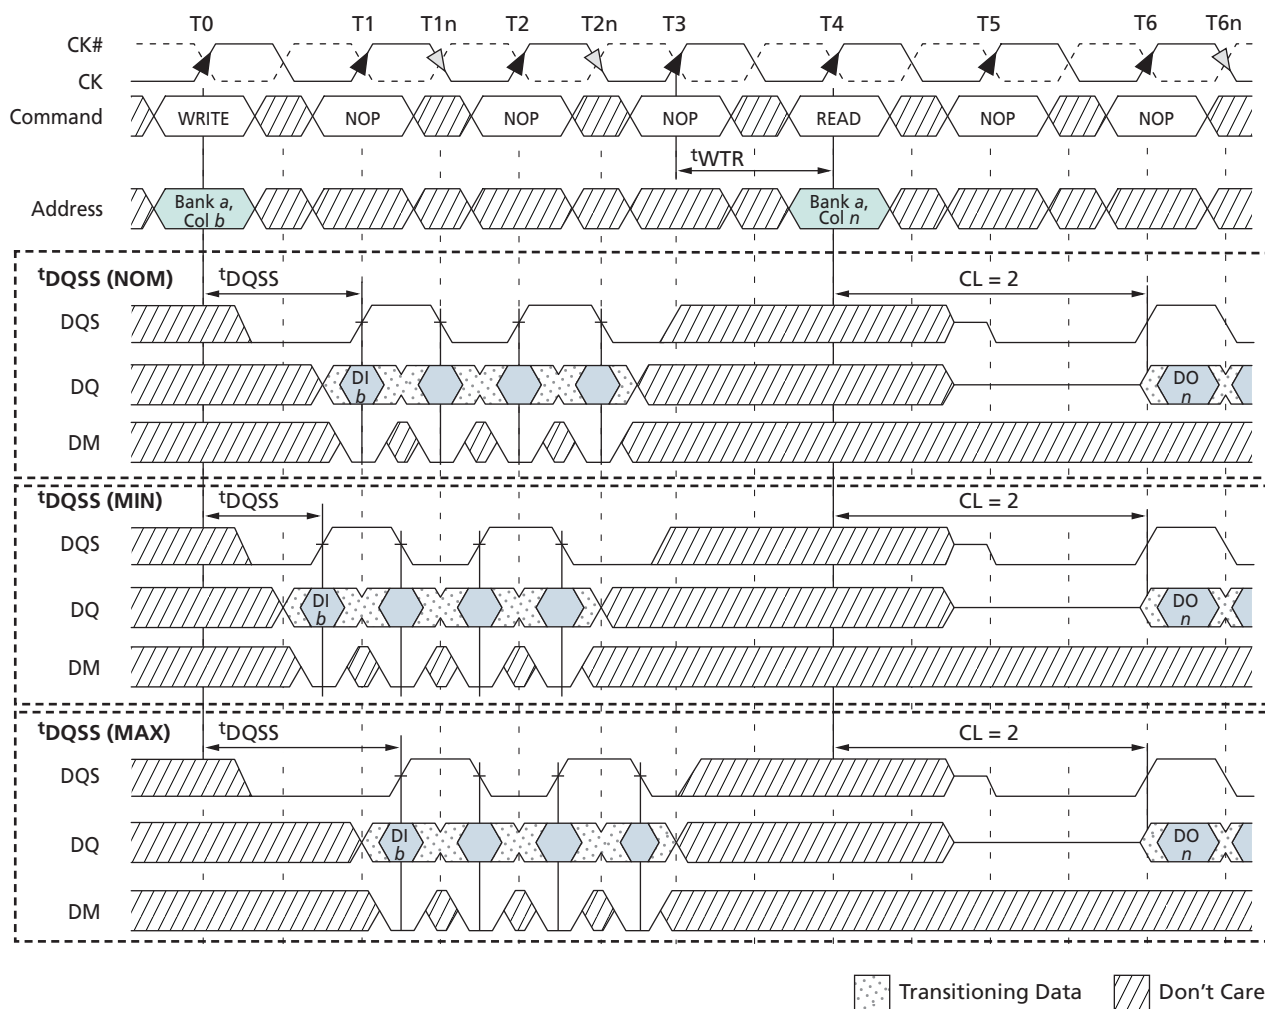 T0 T1 T1n T2 T2n T3 T4 T5 T6 T6n
CK#
CK
Command WRITE NOP NOP NOP READ NOP NOP
tWTR
Address Bank a, Col b Bank a, Col n
tDQSS (NOM) tDQSS CL = 2
DQS
DQ DI b DO n
DM
tDQSS (MIN) tDQSS CL = 2
DQS
DQ DI b DO n
DM
tDQSS (MAX) tDQSS CL = 2
DQS
DQ DI b DO n
DM
Transitioning Data Don't Care